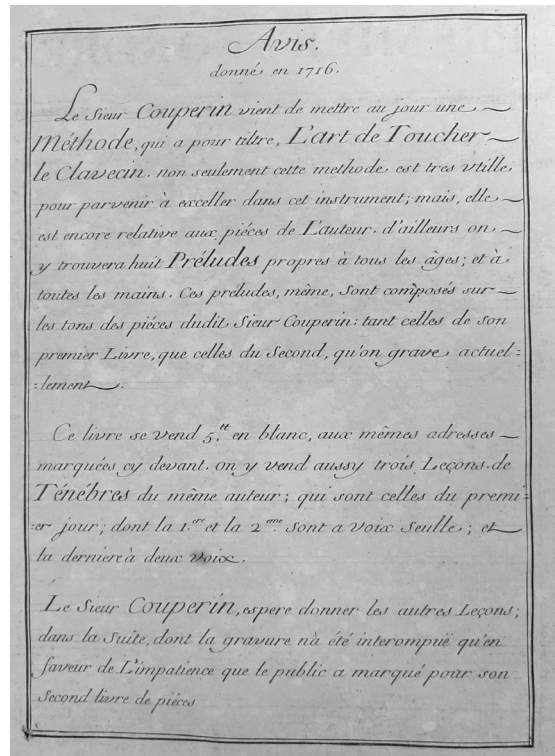 Avis.
donné en 1716.
Le Sieur Couperin vient de mettre au jour une
Méthode, qui a pour tiltre, L'art de Toucher
le Clavecin. non seulement cette methode est tres vtille
pour parvenir à exceller dans cet instrument; mais, elle
est encore relative aux piéces de L'auteur. d'ailleurs on
y trouvera huit Préludes propres à tous les âges; et à
toutes les mains. Ces préludes, même, sont composés sur
les tons des piéces dudit Sieur Couperin: tant celles de son
premier Livre, que celles du Second, qu'on grave actuel=
=lement.
Ce livre se vend 5.tt en blanc, aux mêmes adresses
marquées cy devant. on y vend aussy trois Leçons de
Ténébres du même auteur; qui sont celles du premi=
=er jour; dont la 1.ere et la 2.eme sont a voix seulle; et
la derniere à deux voix.
Le Sieur Couperin, espere donner les autres Leçons;
dans la suite, dont la gravure n'a été interompuë qu'en
faveur de L'impatience que le public a marqué pour son
Second livre de piéces